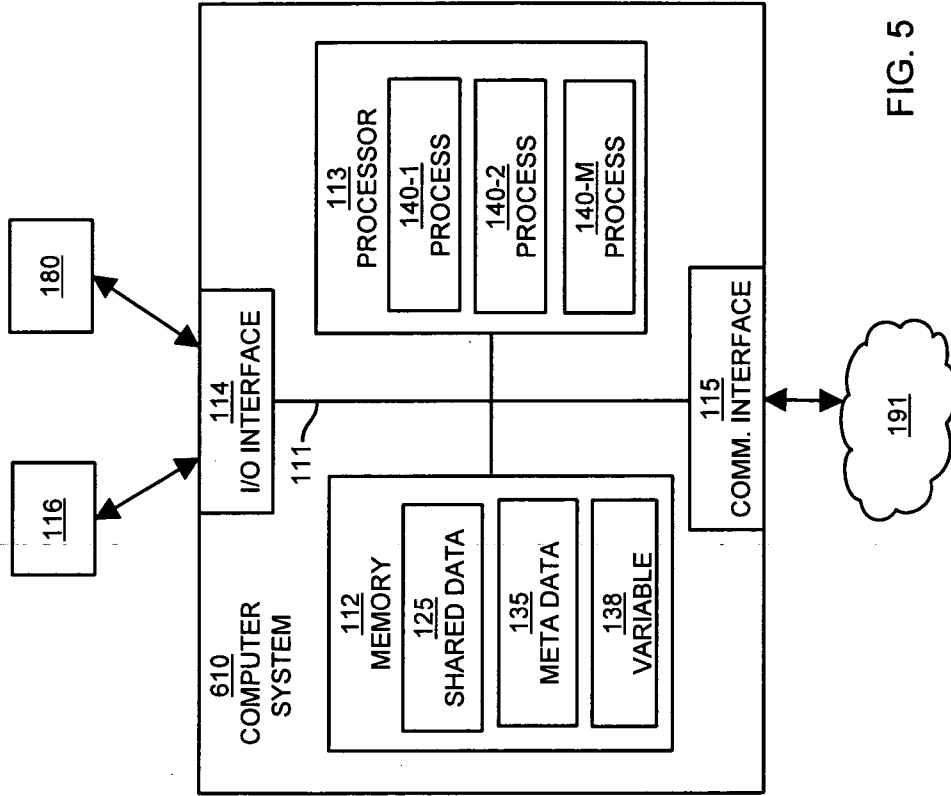 116
180
610
COMPUTER
SYSTEM
114
I/O INTERFACE
111
112
MEMORY
125
SHARED DATA
135
META DATA
138
VARIABLE
113
PROCESSOR
140-1
PROCESS
140-2
PROCESS
140-M
PROCESS
115
COMM. INTERFACE
191
FIG. 5